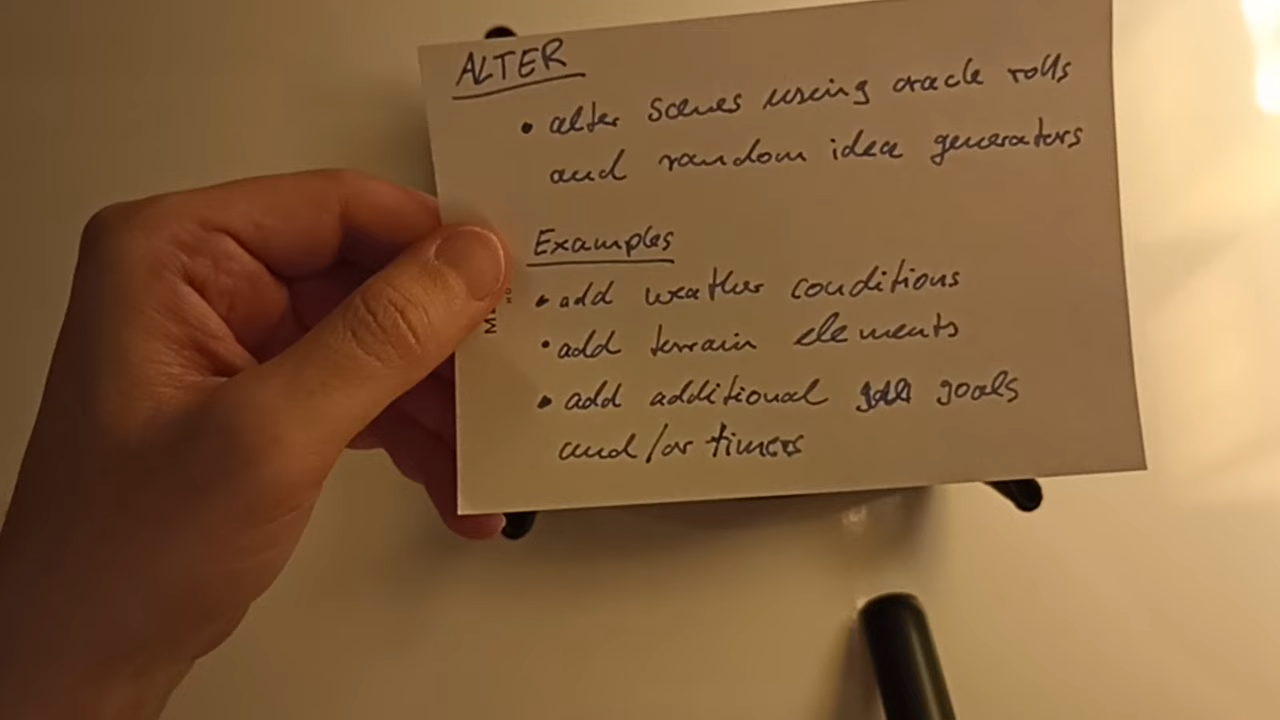 ALTER
• alter scenes using oracle rolls
and random idea generators
Examples
• add weather conditions
• add terrain elements
• add additional goals
and/or timers